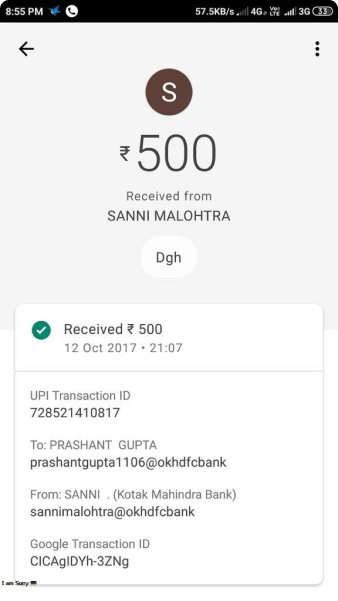 8:55 PM 57.5KB/s 4G VoLTE 3G 33
S
₹500
Received from
SANNI MALOHTRA
Dgh
Received ₹ 500
12 Oct 2017 • 21:07
UPI Transaction ID
728521410817
To: PRASHANT GUPTA
prashantgupta1106@okhdfcbank
From: SANNI . (Kotak Mahindra Bank)
sannimalohtra@okhdfcbank
Google Transaction ID
CICAgIDYh-3ZNg
I am Sorry